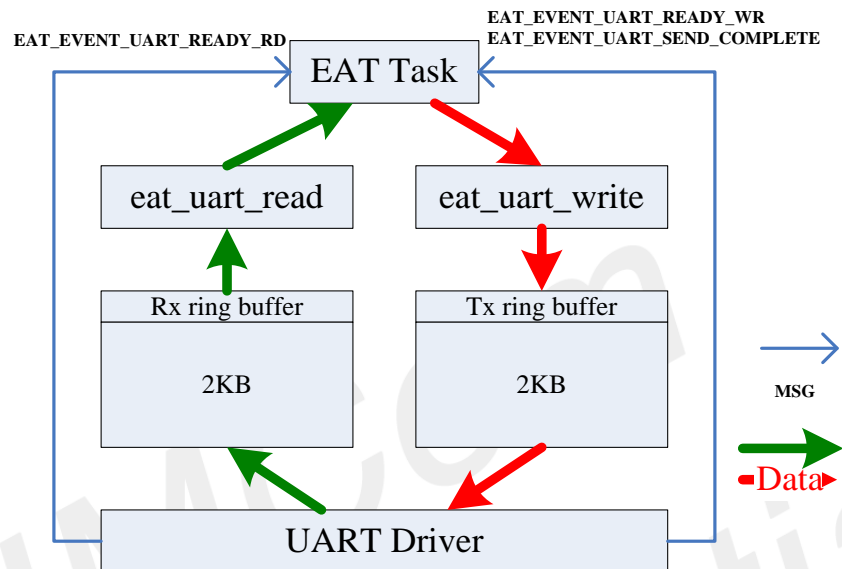 EAT_EVENT_UART_READY_WR
EAT_EVENT_UART_READY_RD
EAT_EVENT_UART_SEND_COMPLETE
EAT Task
eat_uart_read
eat_uart_write
Rx ring buffer
Tx ring buffer
2KB
2KB
MSG
Data
UART Driver